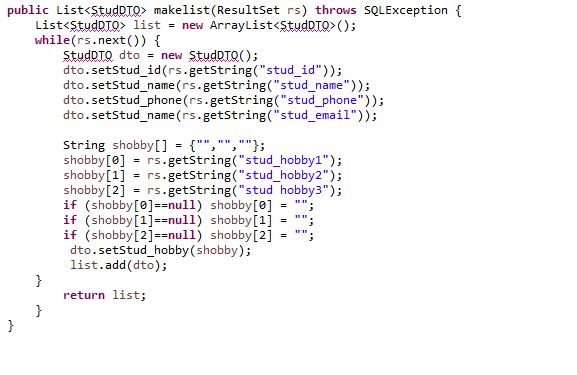 public List<StudDTO> makelist(ResultSet rs) throws SQLException {
    List<StudDTO> list = new ArrayList<StudDTO>();
    while(rs.next()) {
        StudDTO dto = new StudDTO();
        dto.setStud_id(rs.getString("stud_id"));
        dto.setStud_name(rs.getString("stud_name"));
        dto.setStud_phone(rs.getString("stud_phone"));
        dto.setStud_name(rs.getString("stud_email"));

        String shobby[] = {"","",""};
        shobby[0] = rs.getString("stud_hobby1");
        shobby[1] = rs.getString("stud_hobby2");
        shobby[2] = rs.getString("stud hobby3");
        if (shobby[0]==null) shobby[0] = "";
        if (shobby[1]==null) shobby[1] = "";
        if (shobby[2]==null) shobby[2] = "";
         dto.setStud_hobby(shobby);
         list.add(dto);
    }
        return list;
    }
}